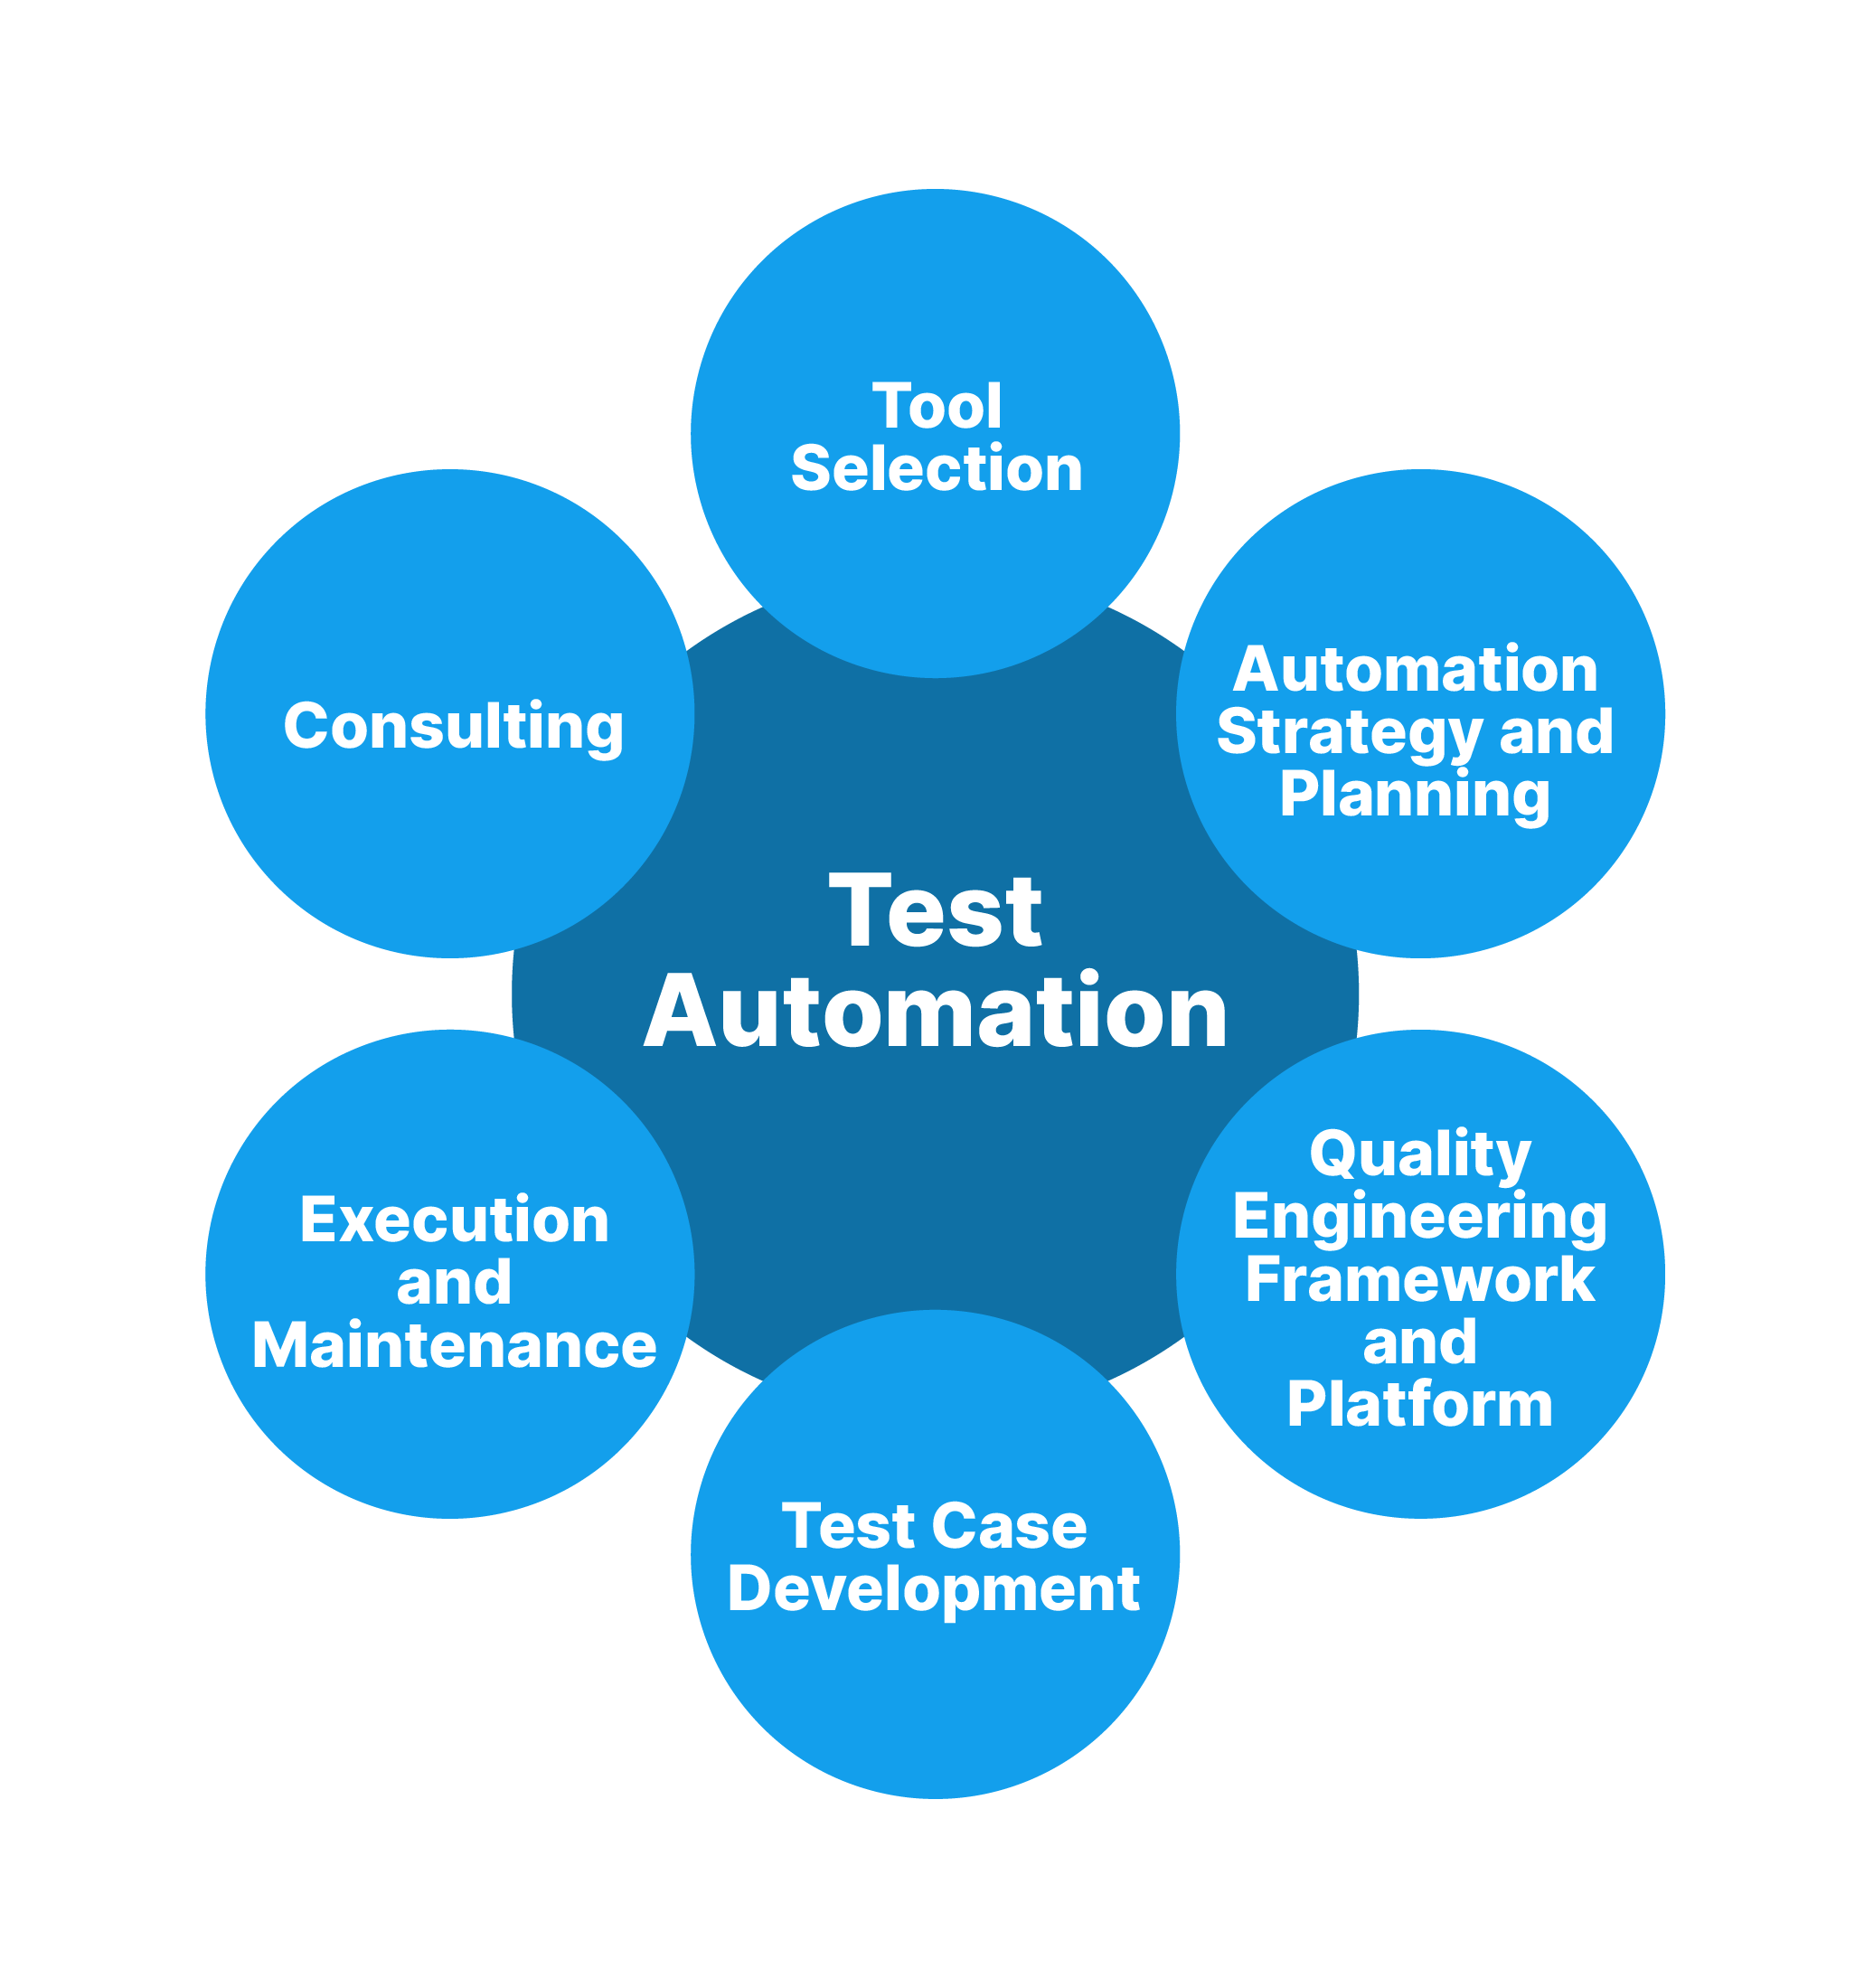 Tool
Selection
Automation
Strategy and
Planning
Consulting
Test
Automation
Quality
Engineering
Framework
and
Platform
Execution
and
Maintenance
Test Case
Development